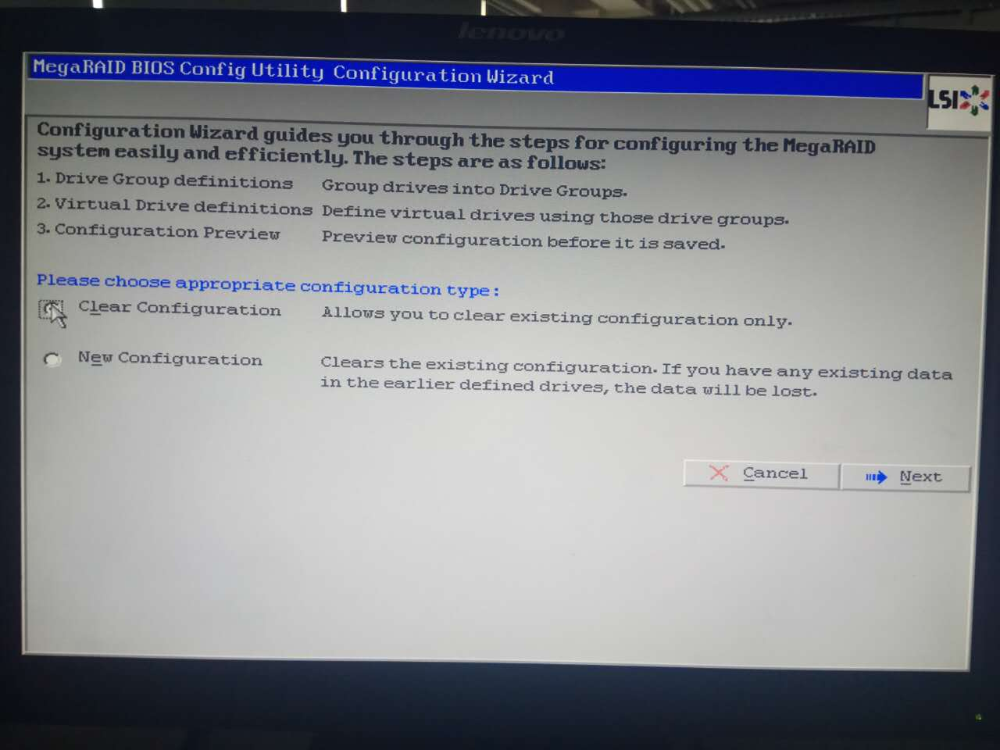 lenovo
MegaRAID BIOS Config Utility Configuration Wizard
LSI
Configuration Wizard guides you through the steps for configuring the MegaRAID
system easily and efficiently. The steps are as follows:
1. Drive Group definitions Group drives into Drive Groups.
2. Virtual Drive definitions Define virtual drives using those drive groups.
3. Configuration Preview Preview configuration before it is saved.
Please choose appropriate configuration type:
Clear Configuration Allows you to clear existing configuration only.
New Configuration Clears the existing configuration. If you have any existing data
in the earlier defined drives, the data will be lost.
Cancel Next